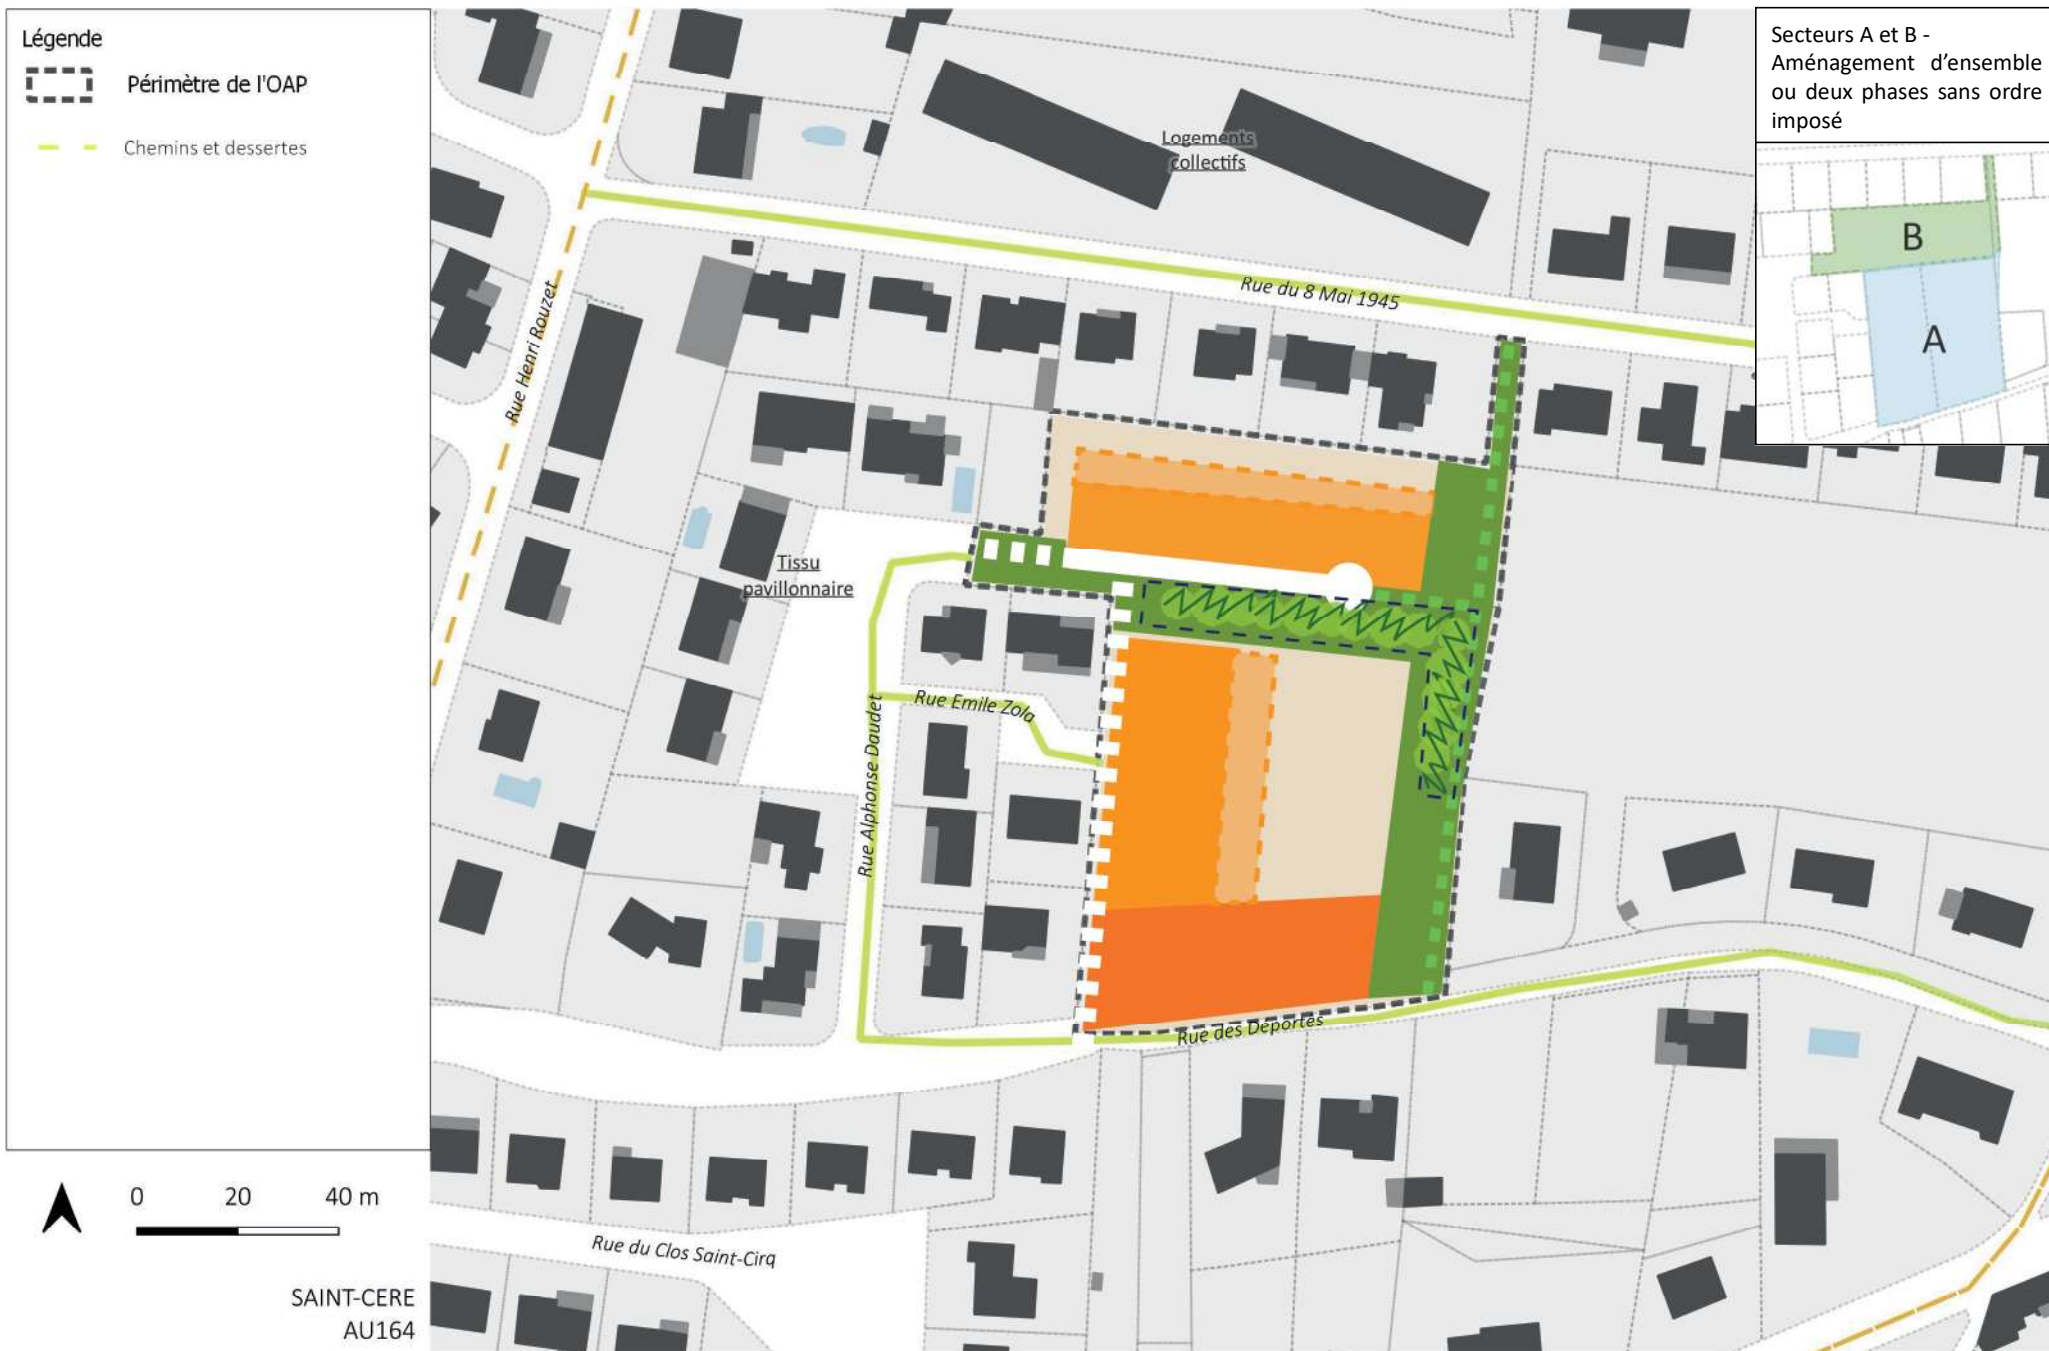 Légende
Périmètre de l'OAP
Chemins et dessertes
Secteurs A et B -
Aménagement d’ensemble
ou deux phases sans ordre
imposé
B
A
Logements
collectifs
Rue du 8 Mai 1945
Rue Henri Rouzet
Tissu
pavillonnaire
Rue Emile Zola
Rue Alphonse Daudet
Rue des Déportés
Rue du Clos Saint-Cirq
0 20 40 m
SAINT-CERE
AU164